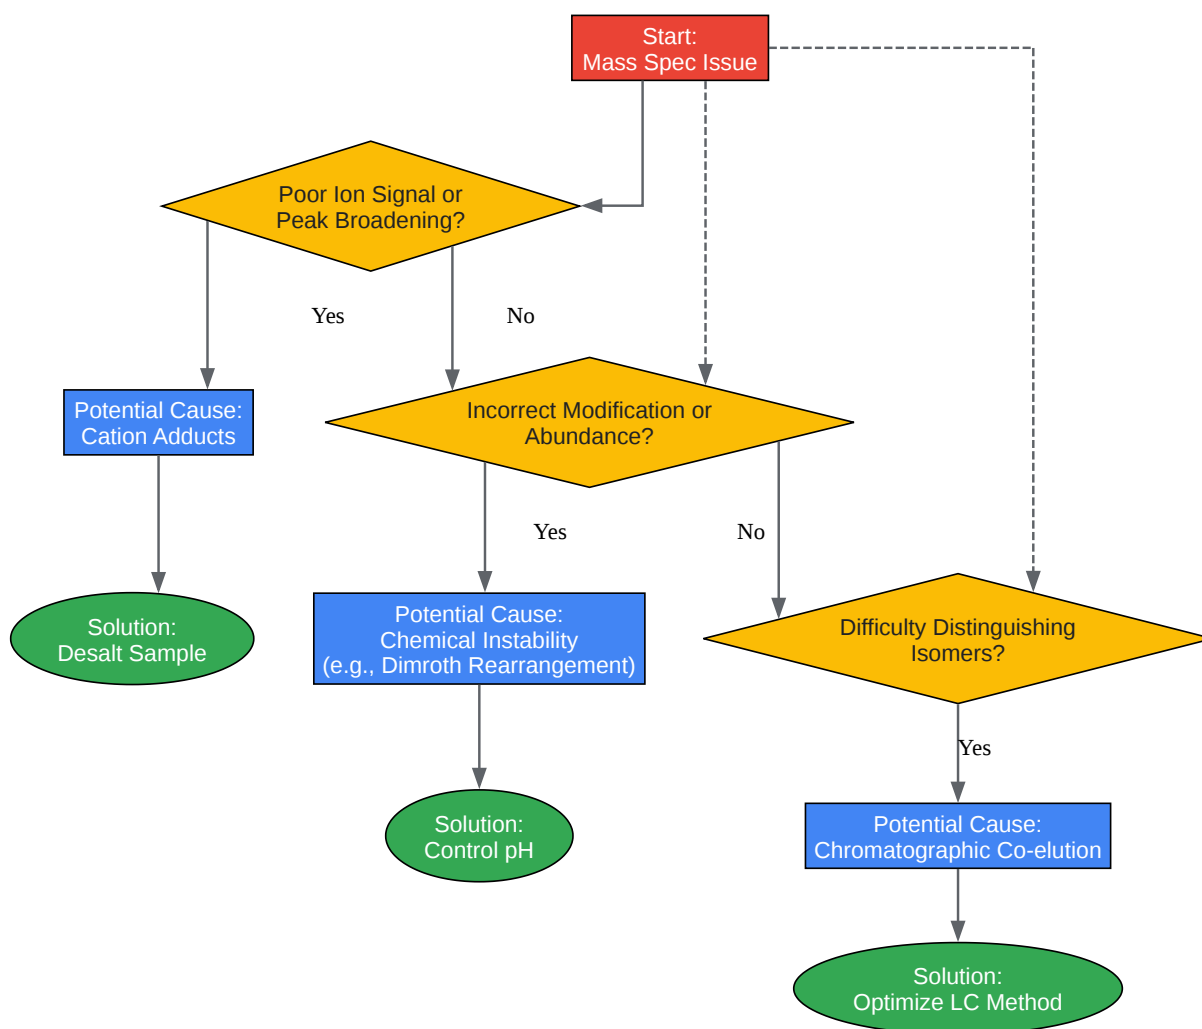 Start:
Mass Spec Issue
Poor Ion Signal or
Peak Broadening?
Yes
No
Potential Cause:
Cation Adducts
Incorrect Modification or
Abundance?
Yes
No
Solution:
Desalt Sample
Potential Cause:
Chemical Instability
(e.g., Dimroth Rearrangement)
Difficulty Distinguishing
Isomers?
Yes
Solution:
Control pH
Potential Cause:
Chromatographic Co-elution
Solution:
Optimize LC Method